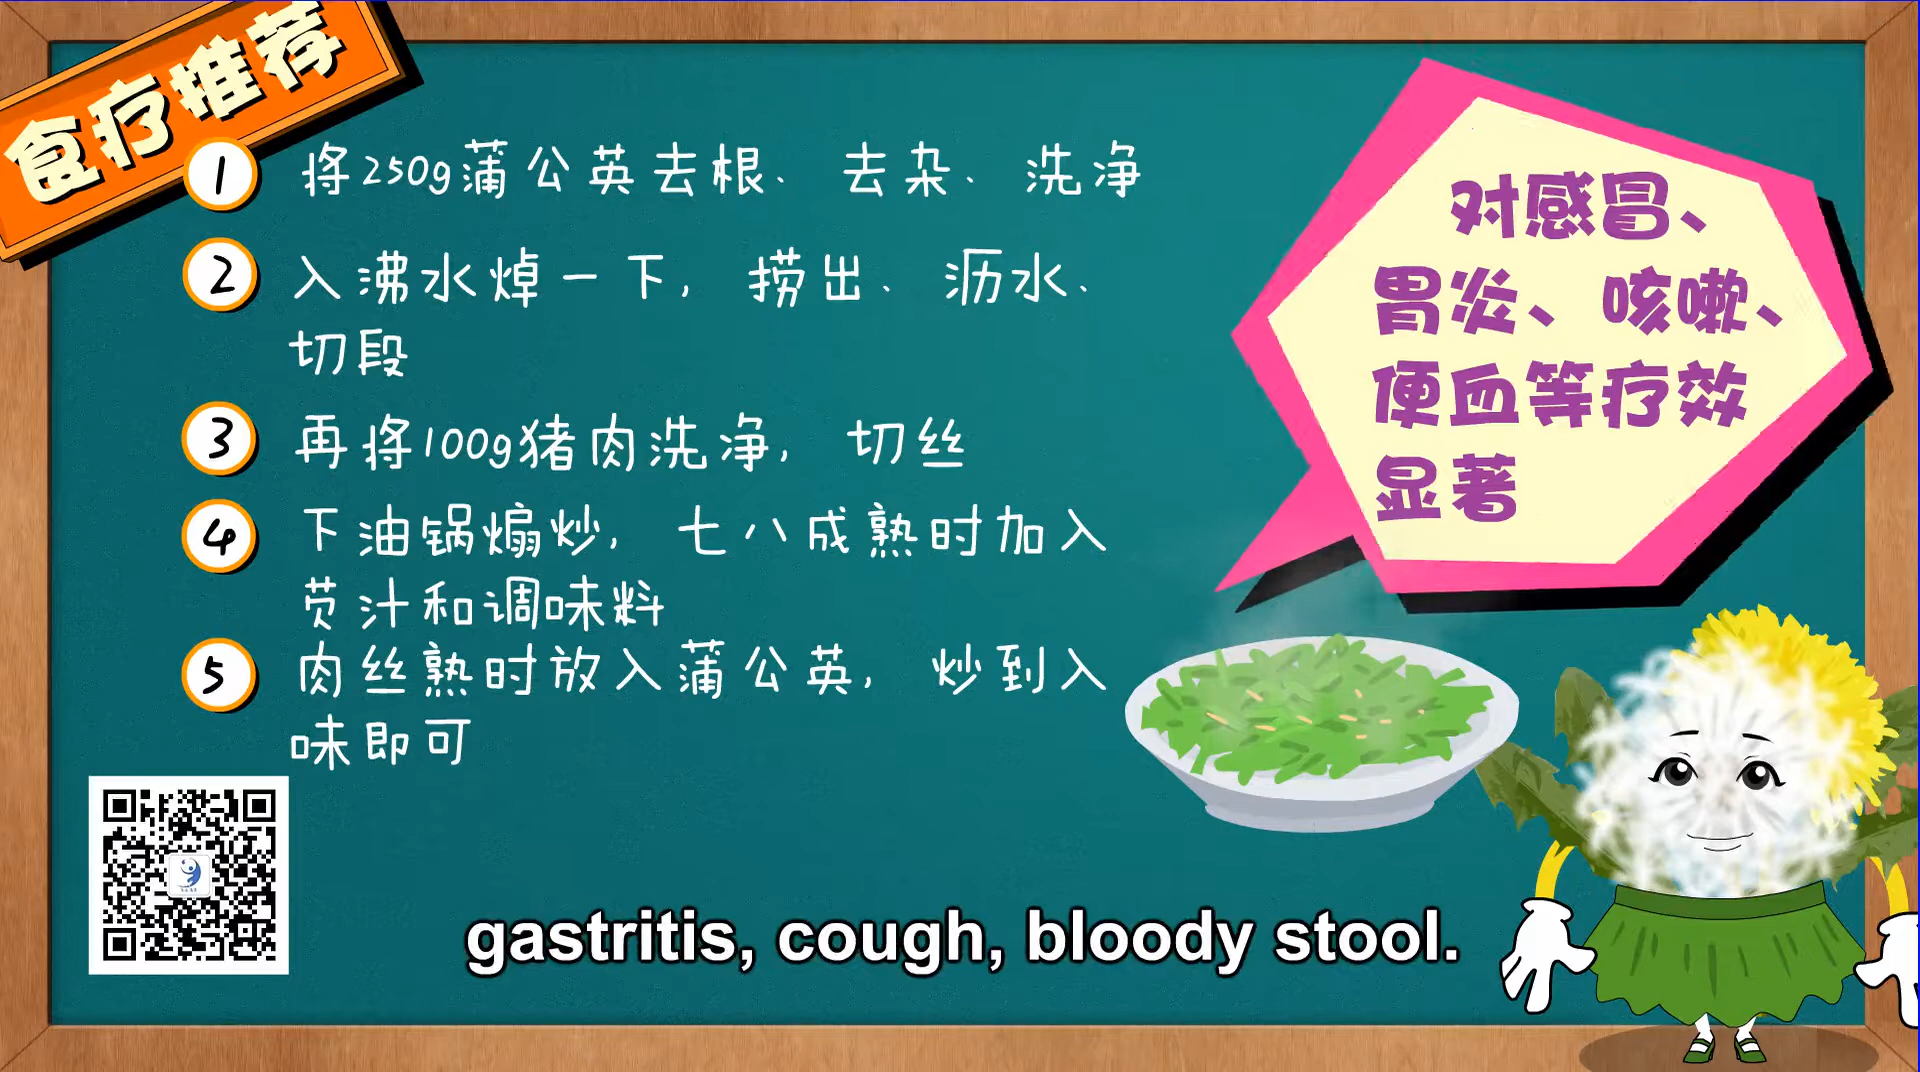 食疗推荐
1 将250g蒲公英去根、去杂、洗净
2 入沸水焯一下,捞出、沥水、
切段
3 再将100g猪肉洗净,切丝
4 下油锅煸炒,七八成熟时加入
芡汁和调味料
5 肉丝熟时放入蒲公英,炒到入
味即可
对感冒、
胃炎、咳嗽、
便血等疗效
显著
gastritis, cough, bloody stool.